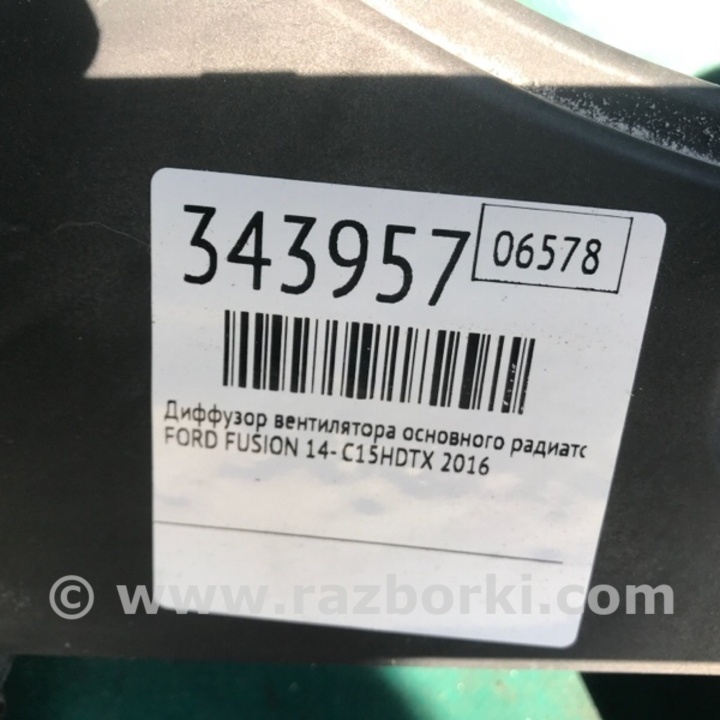 343957
06578
Диффузор вентилятора основного радиатс
FORD FUSION 14- C15HDTX 2016
© www.razborki.com